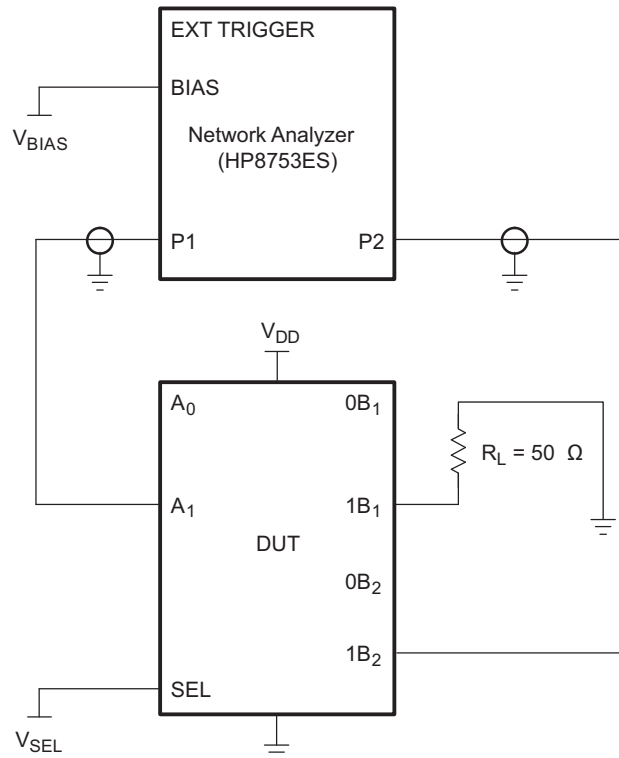 EXT TRIGGER
BIAS
V_BIAS
Network Analyzer
(HP8753ES)
P1
P2
V_DD
A_0
0B_1
R_L = 50 Ω
A_1
1B_1
DUT
0B_2
1B_2
SEL
V_SEL